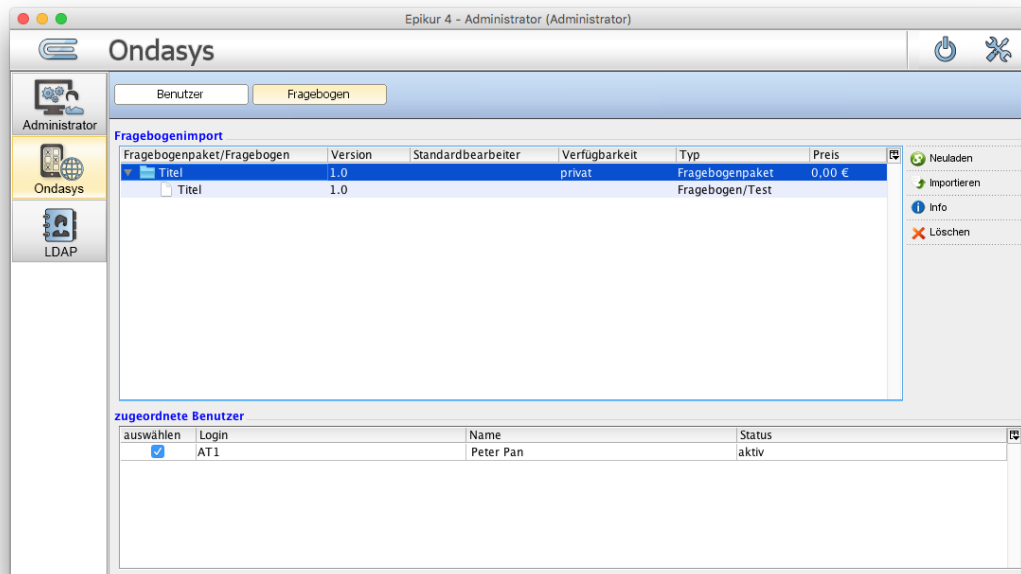 Epikur 4 - Administrator (Administrator)
Ondasys
Administrator
Ondasys
LDAP
Benutzer Fragebogen
Fragebogenimport
Fragebogenpaket/Fragebogen Version Standardbearbeiter Verfügbarkeit Typ Preis
Titel 1.0 privat Fragebogenpaket 0,00 €
Titel 1.0 Fragebogen/Test
Neuladen
Importieren
Info
Löschen
zugeordnete Benutzer
auswählen Login Name Status
AT1 Peter Pan aktiv